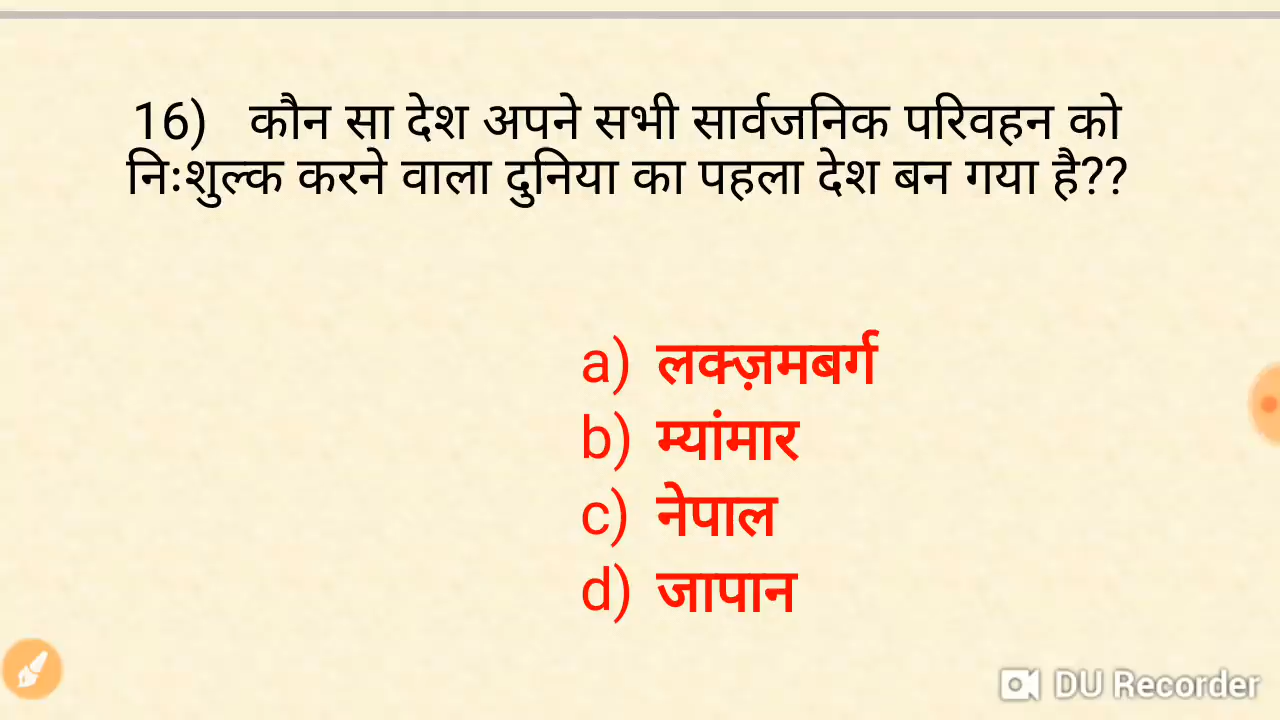 16) कौन सा देश अपने सभी सार्वजनिक परिवहन को
निःशुल्क करने वाला दुनिया का पहला देश बन गया है??
a) लक्ज़मबर्ग
b) म्यांमार
c) नेपाल
d) जापान
DU Recorder